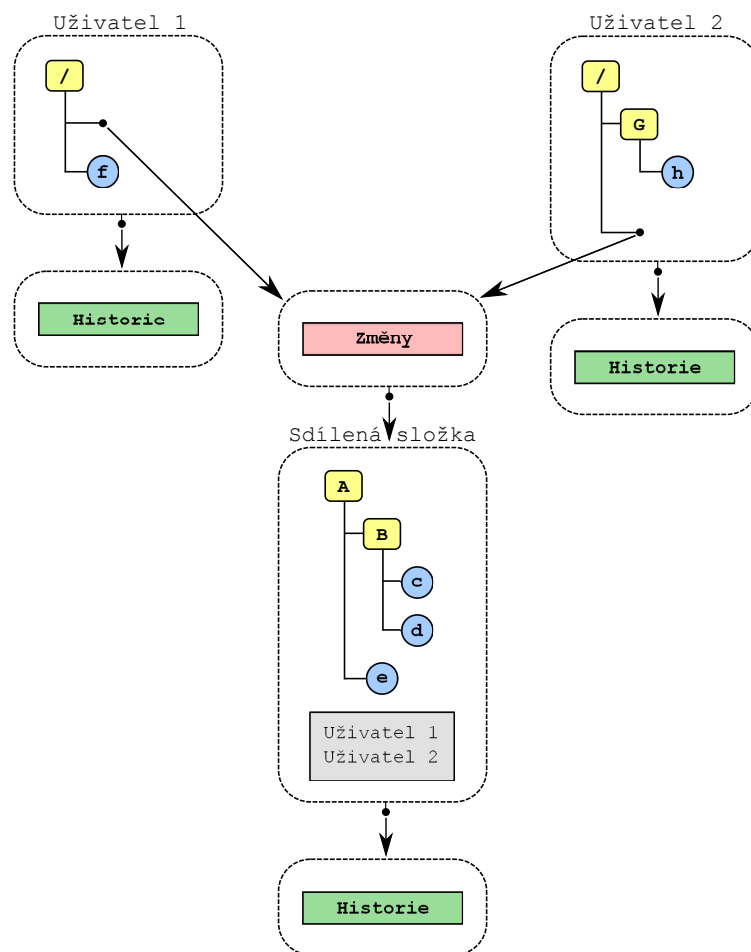 Uživatel 1
Uživatel 2
/
/
G
f
h
Historic
Změny
Historie
Sdílená složka
A
B
c
d
e
Uživatel 1
Uživatel 2
Historie